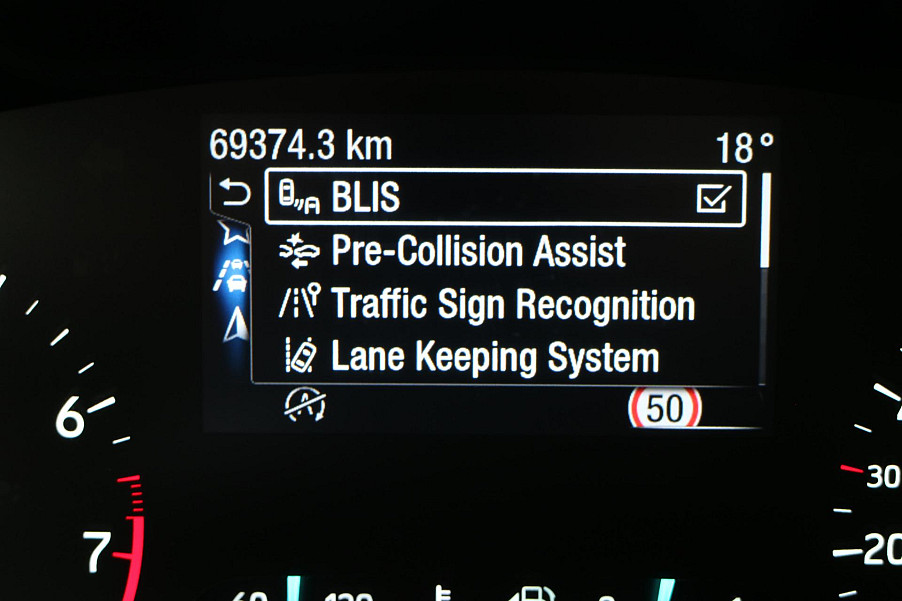 69374.3 km 18°
BLIS
Pre-Collision Assist
Traffic Sign Recognition
Lane Keeping System
A
50
6
7
30
20